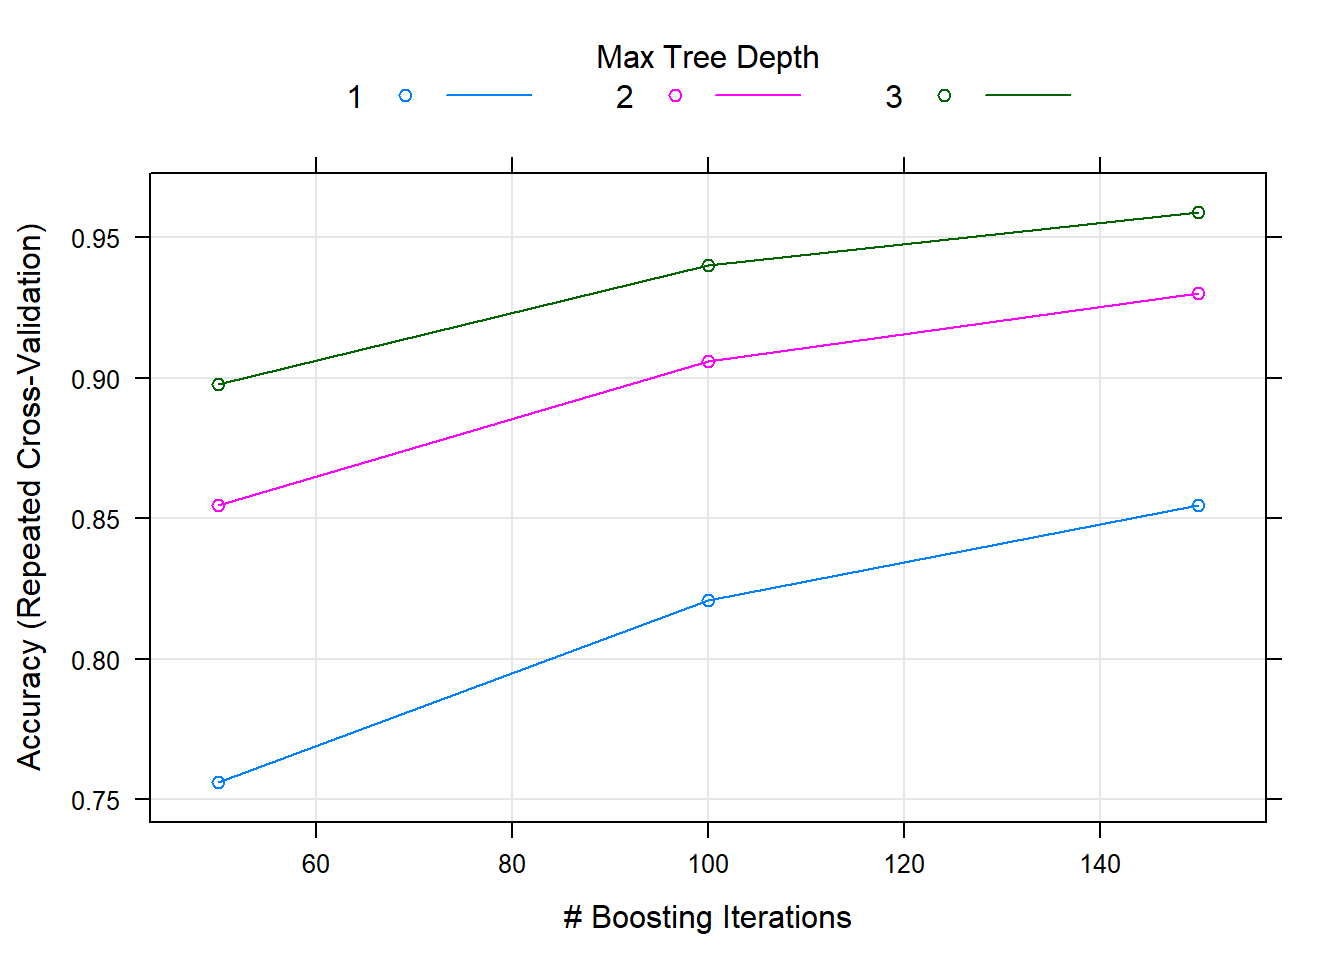 Max Tree Depth
1 2 3
Accuracy (Repeated Cross-Validation)
0.95
0.90
0.85
0.80
0.75
60 80 100 120 140
# Boosting Iterations